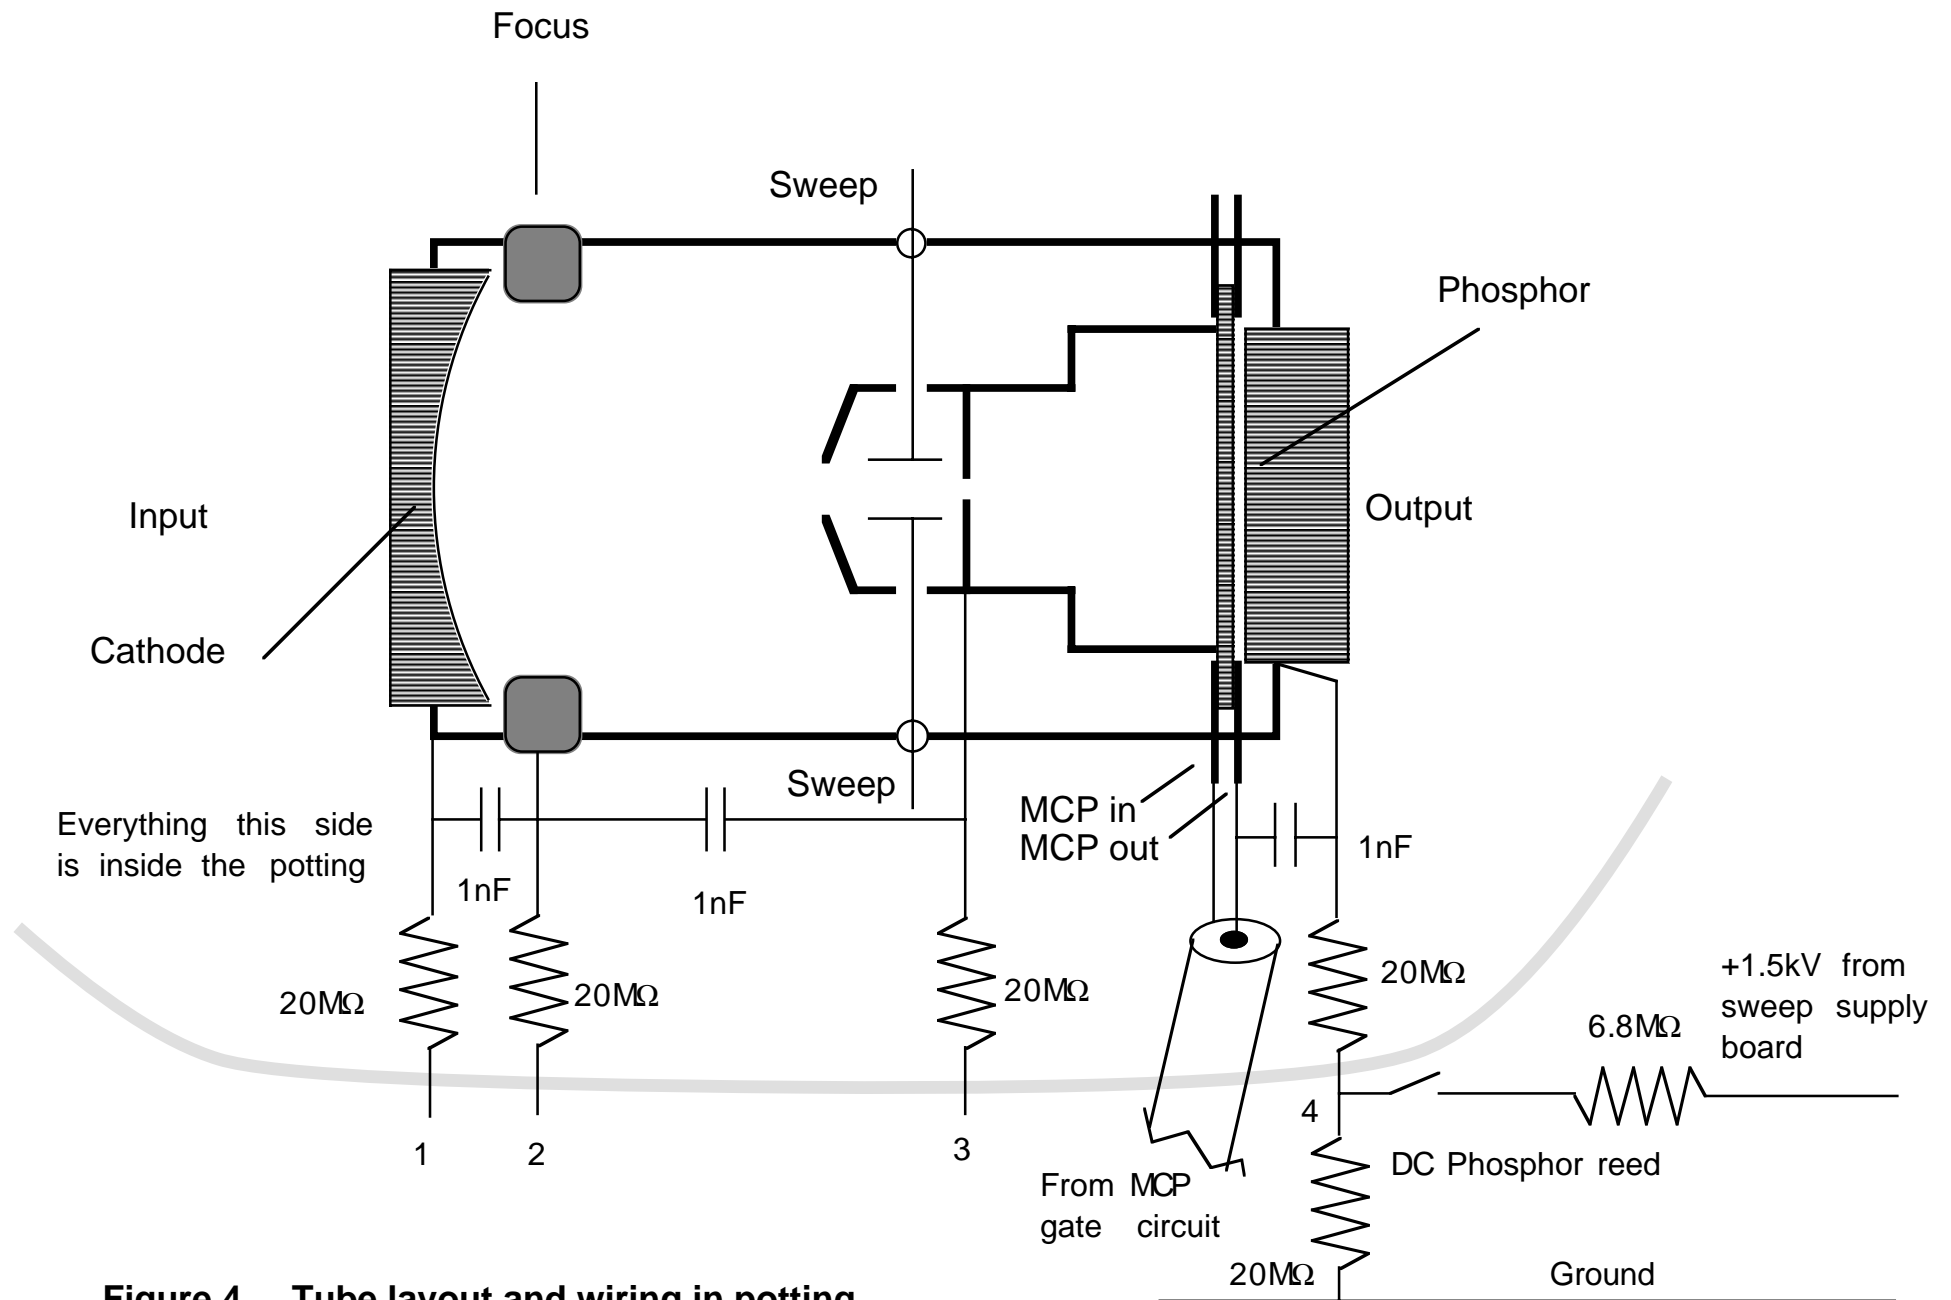 Focus
Sweep
Phosphor
Input
Output
Cathode
Sweep
MCP in
MCP out
Everything this side
is inside the potting
1nF
1nF
1nF
20MΩ
20MΩ
20MΩ
20MΩ
6.8MΩ
+1.5kV from
sweep supply
board
1
2
3
4
DC Phosphor reed
From MCP
gate circuit
20MΩ
Ground
Figure 4 Tube layout and wiring in potting